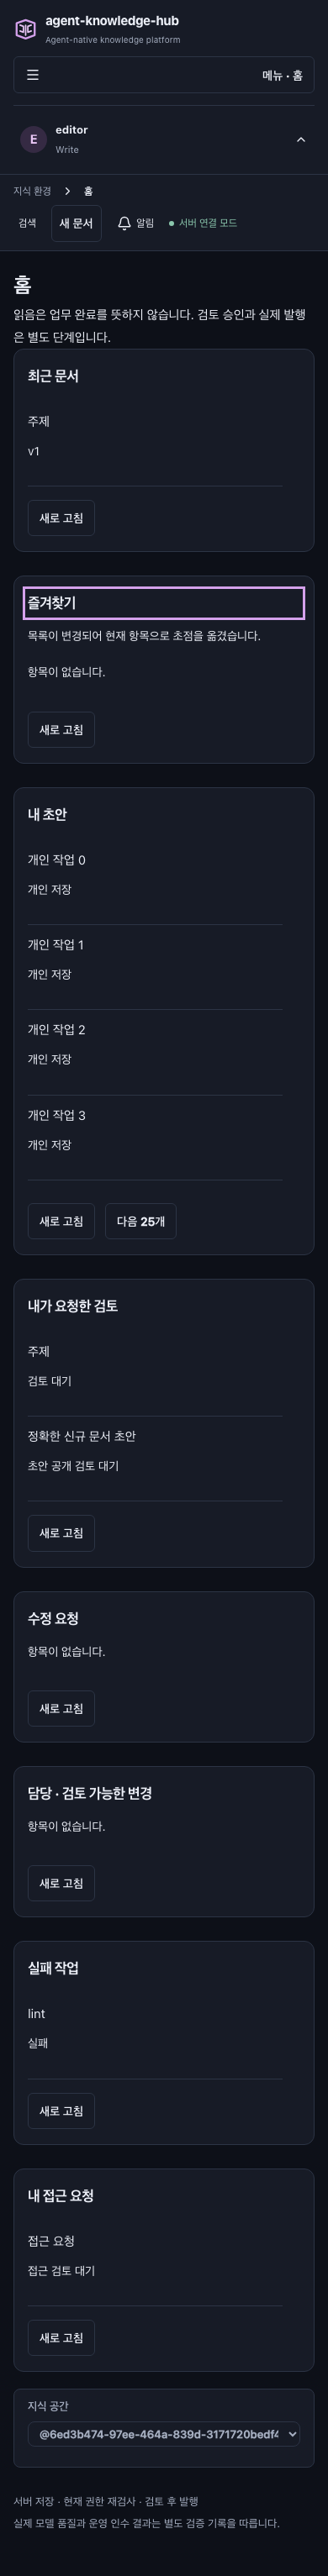 agent-knowledge-hub
Agent-native knowledge platform
메뉴 · 홈
E
editor
Write
지식 환경
홈
검색
새 문서
알림
서버 연결 모드
홈
읽음은 업무 완료를 뜻하지 않습니다. 검토 승인과 실제 발행
은 별도 단계입니다.
최근 문서
주제
v1
새로 고침
즐겨찾기
목록이 변경되어 현재 항목으로 초점을 옮겼습니다.
항목이 없습니다.
새로 고침
내 초안
개인 작업 0
개인 저장
개인 작업 1
개인 저장
개인 작업 2
개인 저장
개인 작업 3
개인 저장
새로 고침
다음 25개
내가 요청한 검토
주제
검토 대기
정확한 신규 문서 초안
초안 공개 검토 대기
새로 고침
수정 요청
항목이 없습니다.
새로 고침
담당 · 검토 가능한 변경
항목이 없습니다.
새로 고침
실패 작업
lint
실패
새로 고침
내 접근 요청
접근 요청
접근 검토 대기
새로 고침
지식 공간
@6ed3b474-97ee-464a-839d-3171720bedf4
서버 저장 · 현재 권한 재검사 · 검토 후 발행
실제 모델 품질과 운영 인수 결과는 별도 검증 기록을 따릅니다.